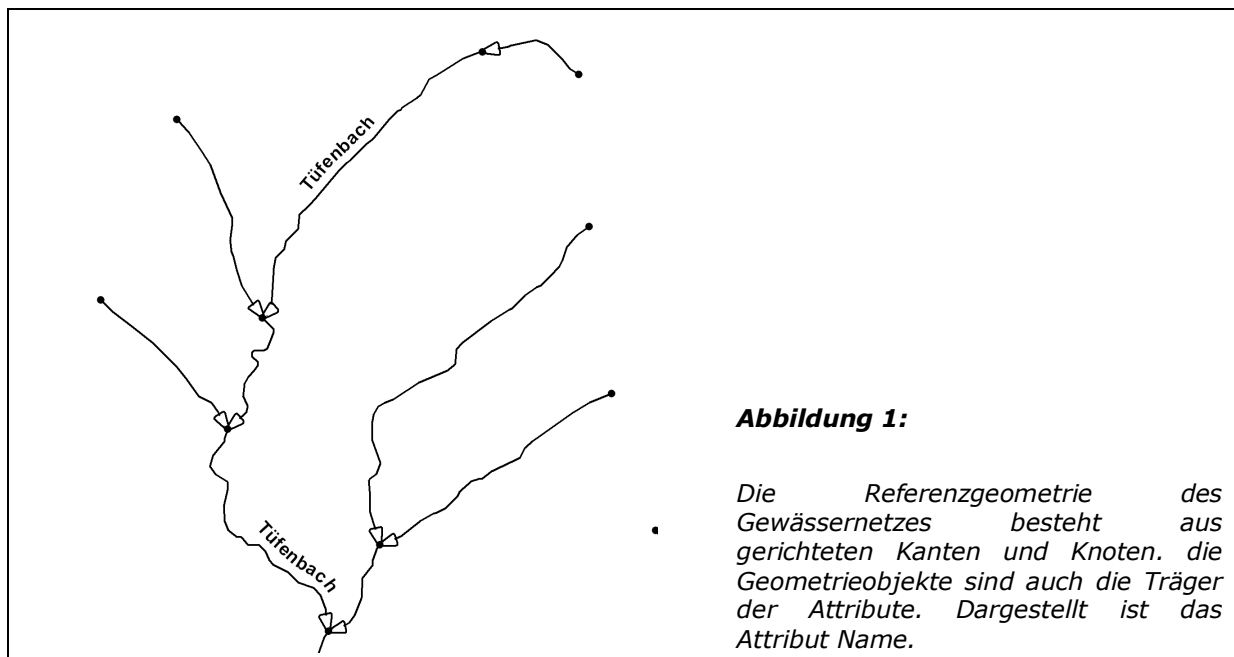 Tüfenbach
Tüfenbach
Abbildung 1:
Die Referenzgeometrie des
Gewässernetzes besteht aus
gerichteten Kanten und Knoten. die
Geometrieobjekte sind auch die Träger
der Attribute. Dargestellt ist das
Attribut Name.